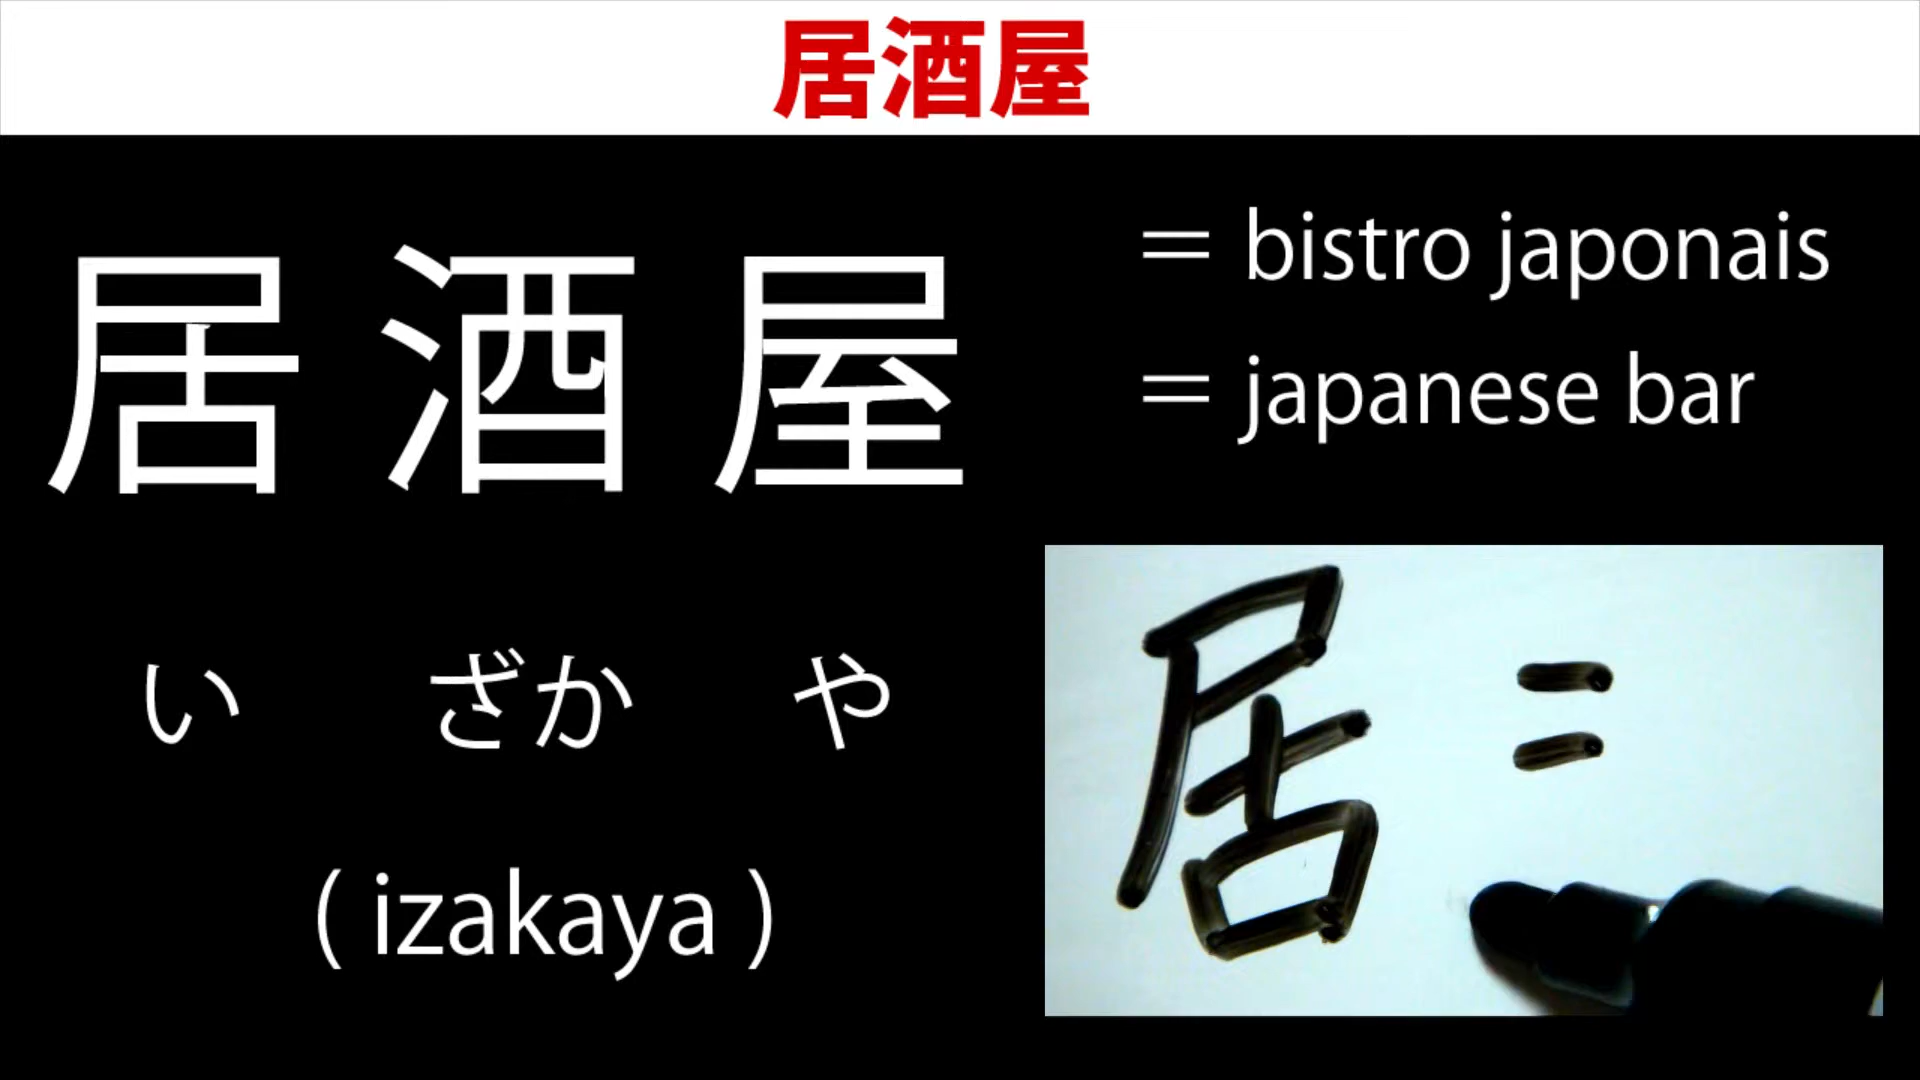 居酒屋
居酒屋
い ざか や
( izakaya )
= bistro japonais
= japanese bar
居 =